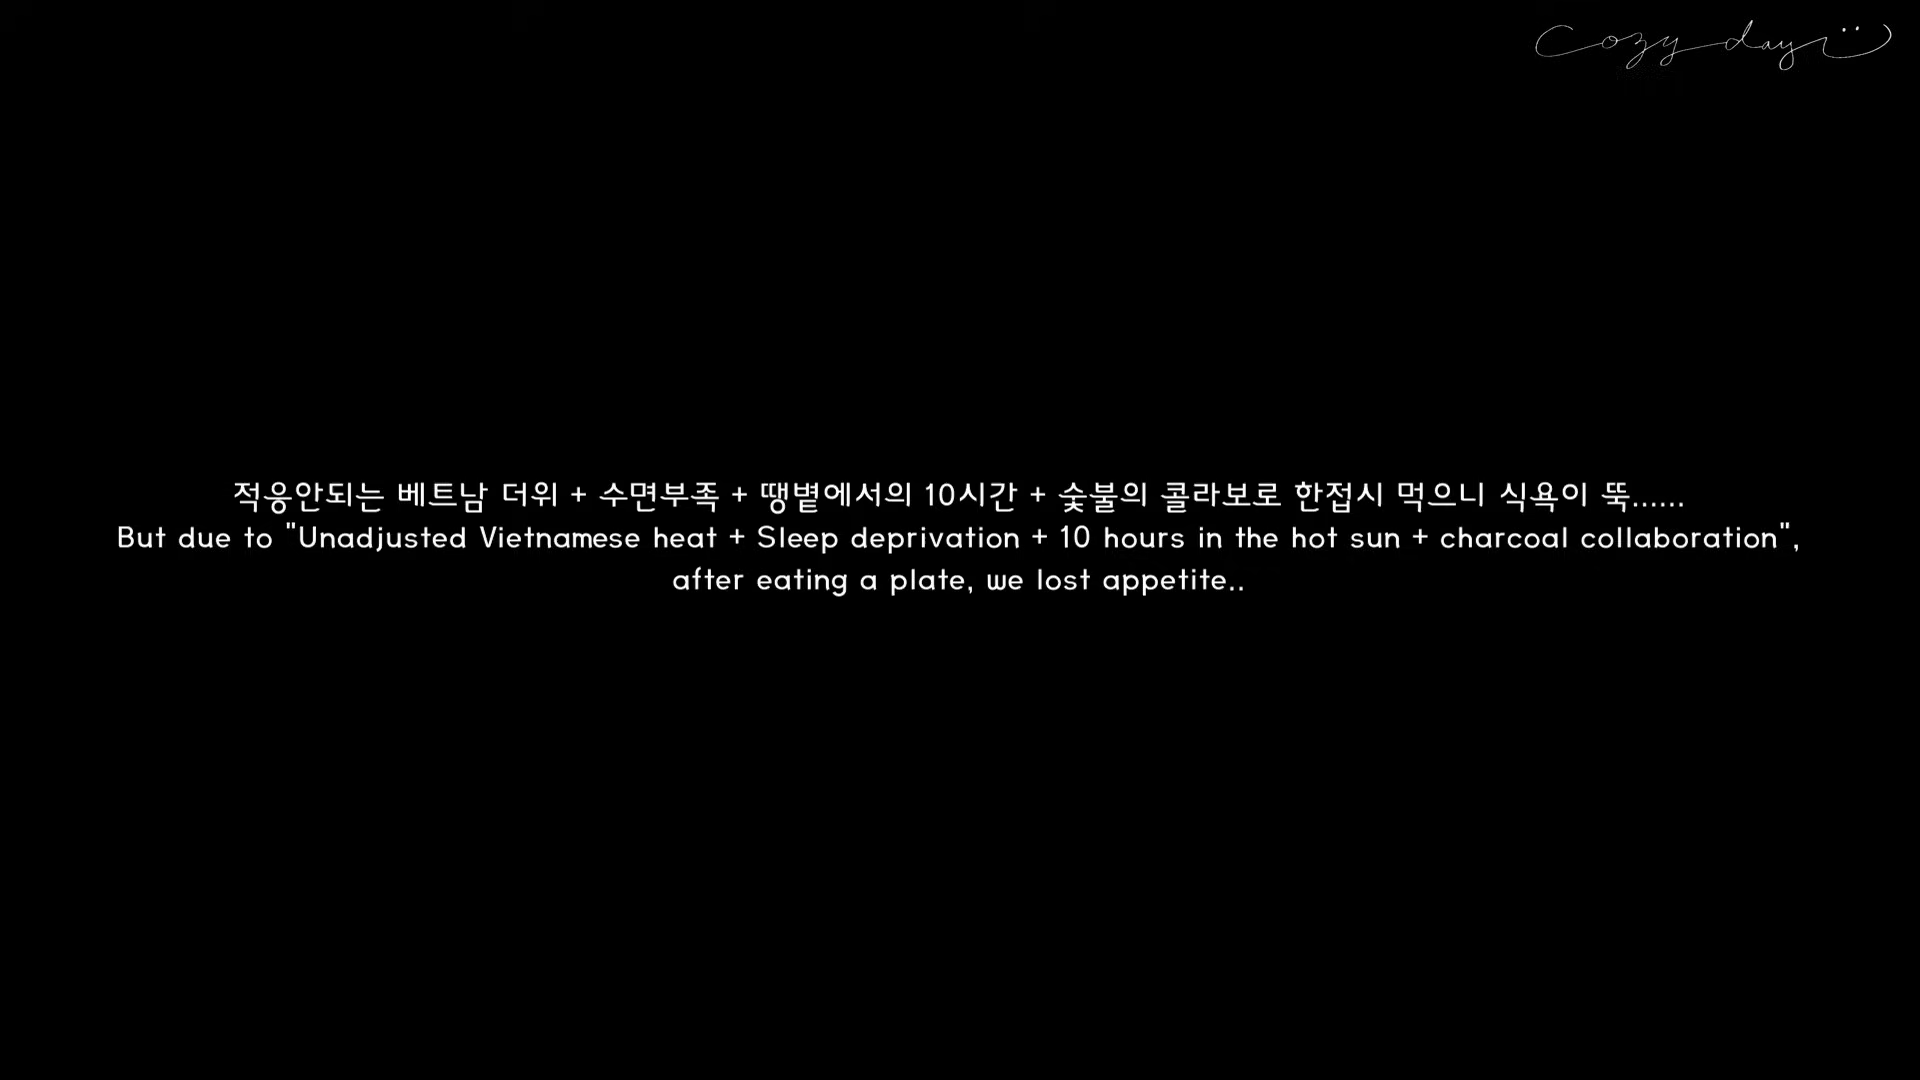 cozy days
적응안되는 베트남 더위 + 수면부족 + 땡볕에서의 10시간 + 숯불의 콜라보로 한접시 먹으니 식욕이 뚝......
But due to "Unadjusted Vietnamese heat + Sleep deprivation + 10 hours in the hot sun + charcoal collaboration",
after eating a plate, we lost appetite..